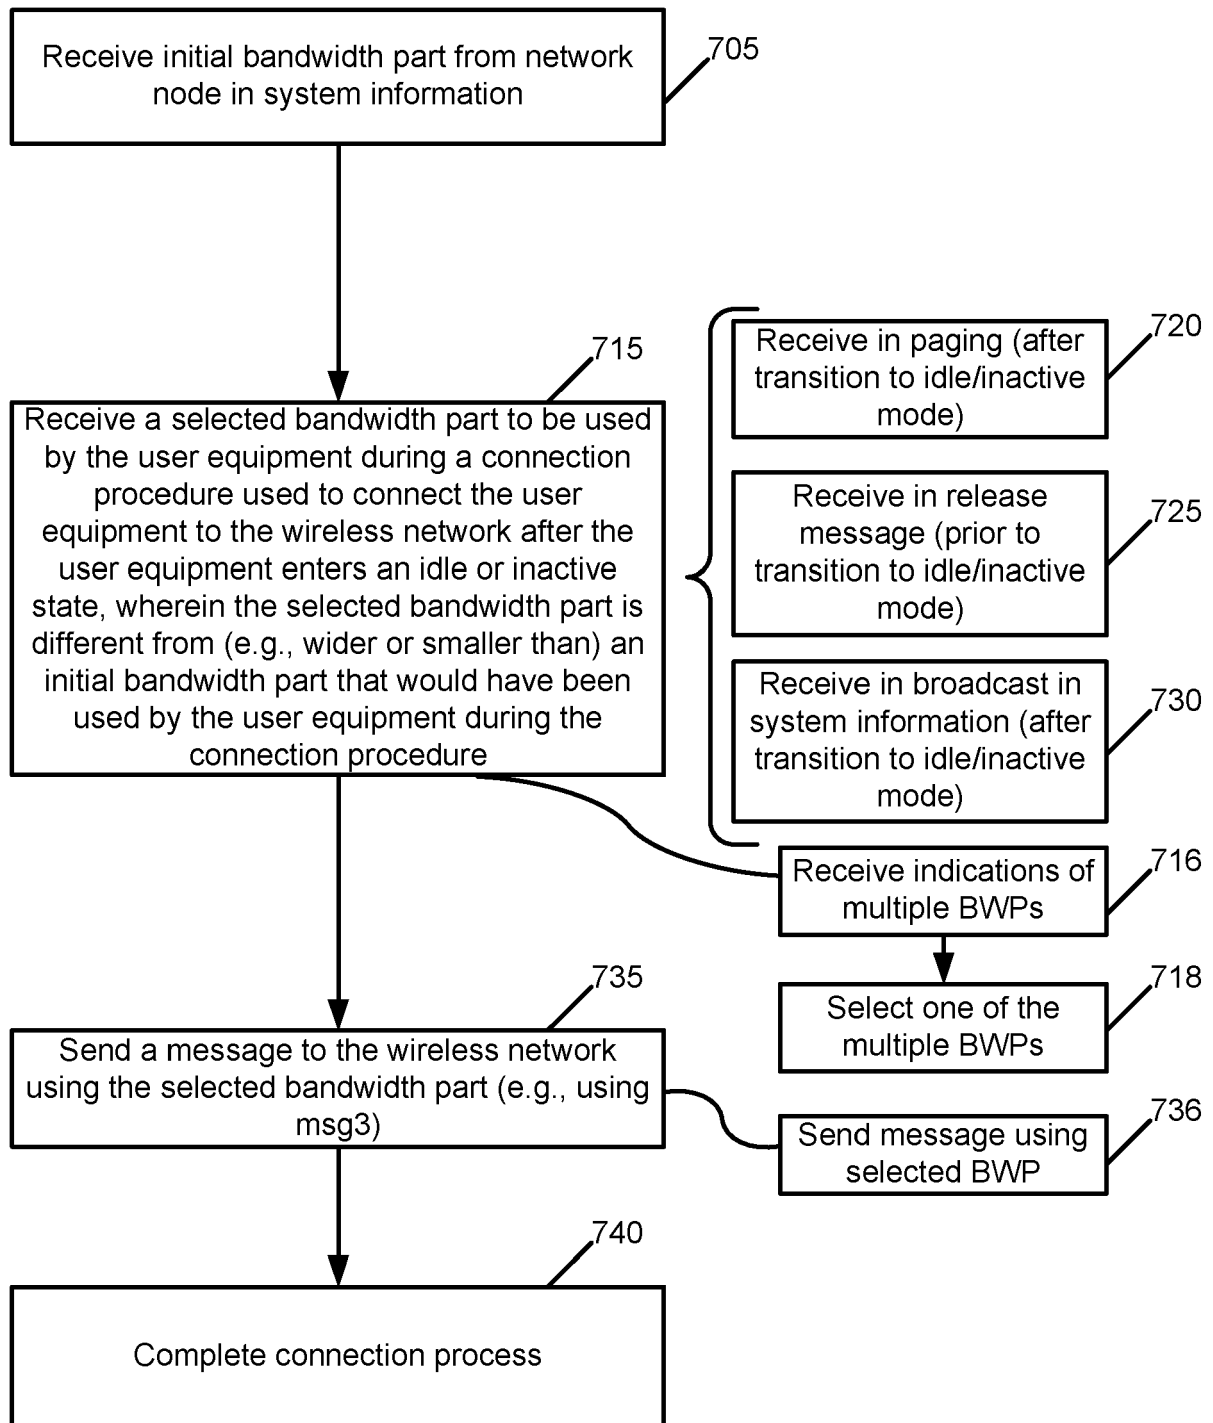 Receive initial bandwidth part from network
node in system information
705
715
Receive a selected bandwidth part to be used
by the user equipment during a connection
procedure used to connect the user
equipment to the wireless network after the
user equipment enters an idle or inactive
state, wherein the selected bandwidth part is
different from (e.g., wider or smaller than) an
initial bandwidth part that would have been
used by the user equipment during the
connection procedure
720
Receive in paging (after
transition to idle/inactive
mode)
725
Receive in release
message (prior to
transition to idle/inactive
mode)
730
Receive in broadcast in
system information (after
transition to idle/inactive
mode)
716
Receive indications of
multiple BWPs
718
Select one of the
multiple BWPs
735
Send a message to the wireless network
using the selected bandwidth part (e.g., using
msg3)
736
Send message using
selected BWP
740
Complete connection process